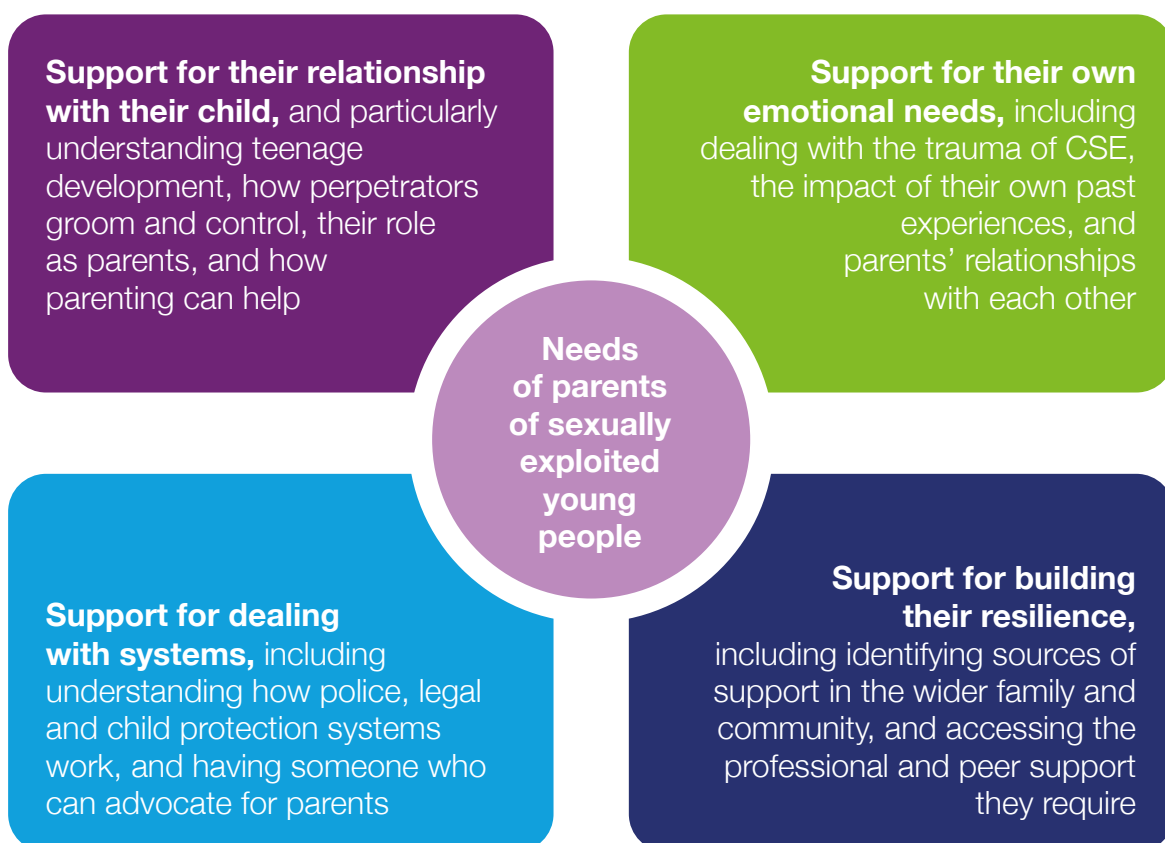 Support for their relationship
with their child, and particularly
understanding teenage
development, how perpetrators
groom and control, their role
as parents, and how
parenting can help
Support for their own
emotional needs, including
dealing with the trauma of CSE,
the impact of their own past
experiences, and
parents’ relationships
with each other
Needs
of parents
of sexually
exploited
young
people
Support for dealing
with systems, including
understanding how police, legal
and child protection systems
work, and having someone who
can advocate for parents
Support for building
their resilience,
including identifying sources of
support in the wider family and
community, and accessing the
professional and peer support
they require